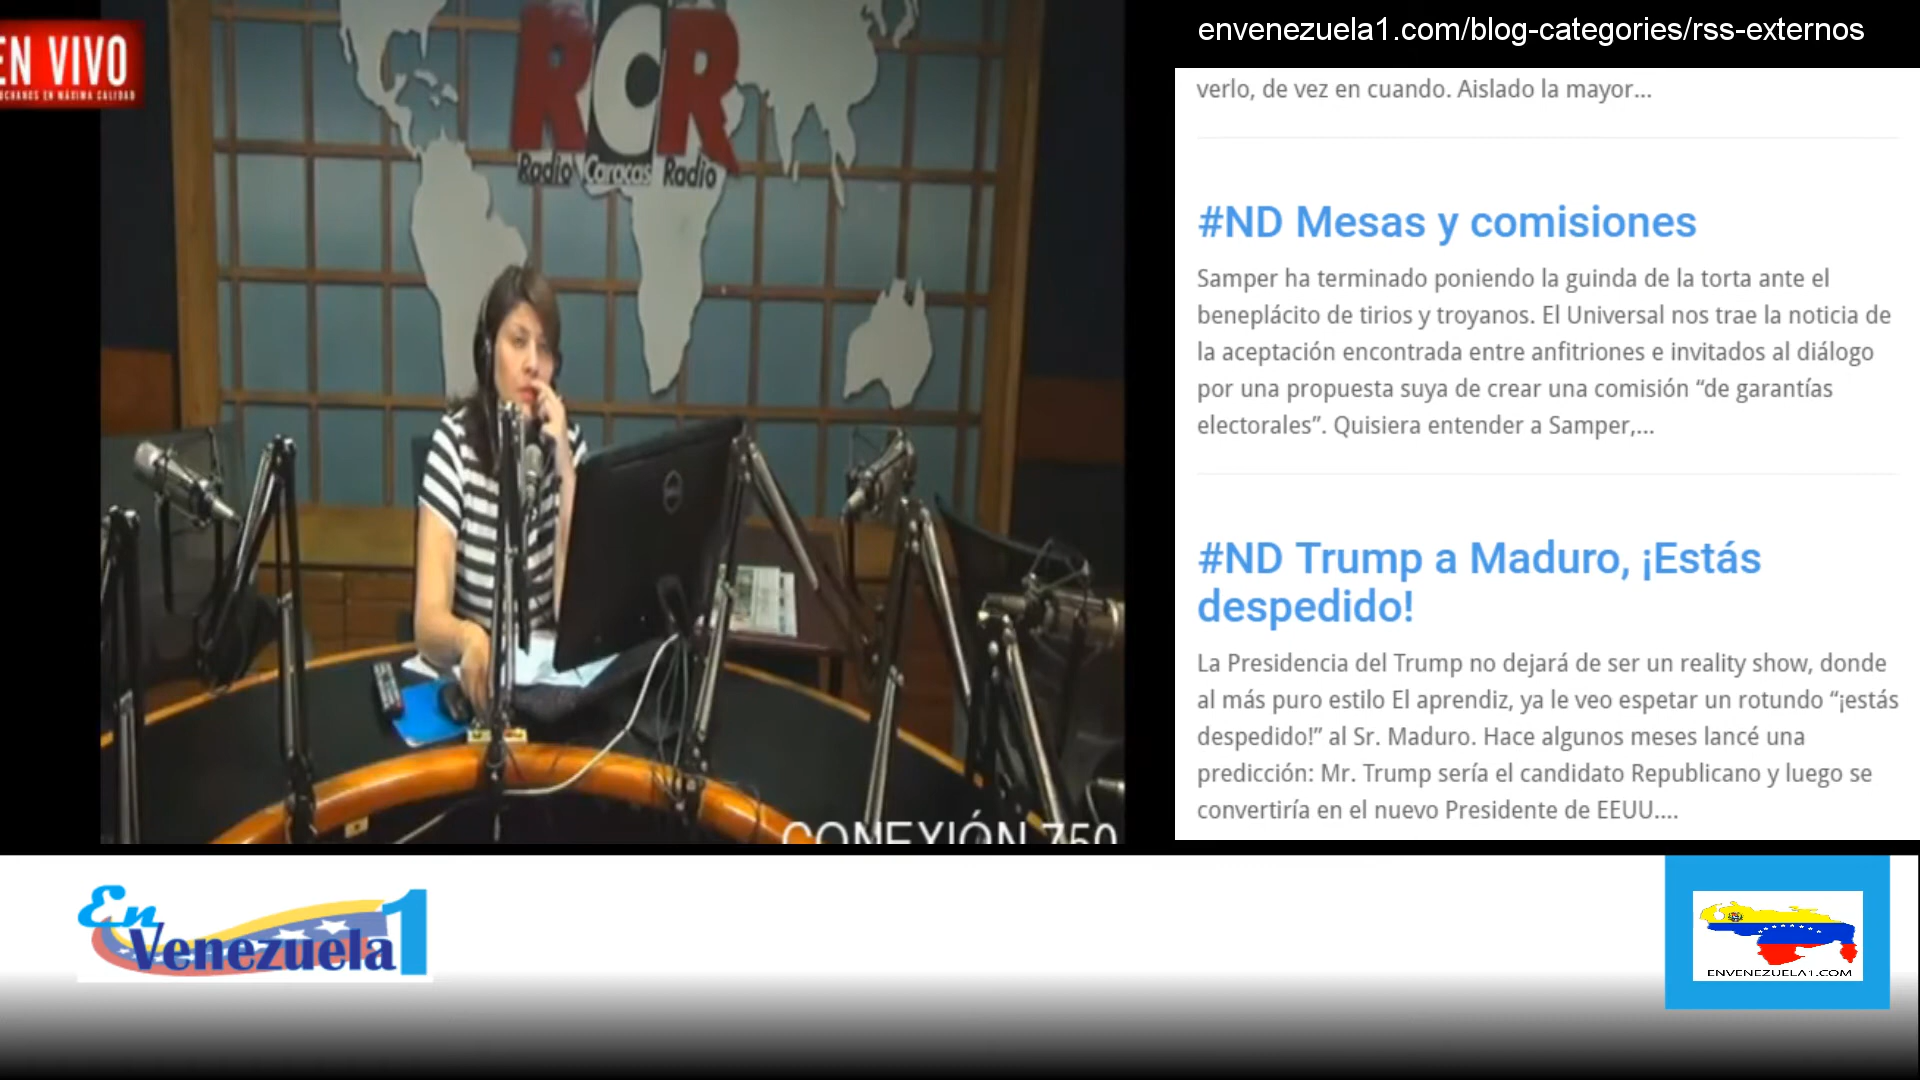 EN VIVO
RCR
Radio Caracas Radio
CONEXIÓN 750
envenezuela1.com/blog-categories/rss-externos
verlo, de vez en cuando. Aislado la mayor...
#ND Mesas y comisiones
Samper ha terminado poniendo la guinda de la torta ante el
beneplácito de tirios y troyanos. El Universal nos trae la noticia de
la aceptación encontrada entre anfitriones e invitados al diálogo
por una propuesta suya de crear una comisión “de garantías
electorales”. Quisiera entender a Samper,...
#ND Trump a Maduro, ¡Estás
despedido!
La Presidencia del Trump no dejará de ser un reality show, donde
al más puro estilo El aprendiz, ya le veo espetar un rotundo “¡estás
despedido!” al Sr. Maduro. Hace algunos meses lancé una
predicción: Mr. Trump sería el candidato Republicano y luego se
convertiría en el nuevo Presidente de EEUU....
En
Venezuela1
ENVENEZUELA1.COM